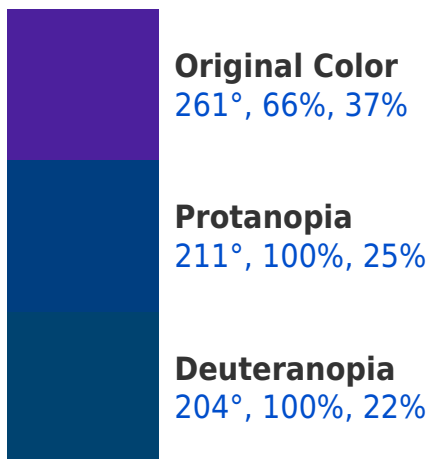 Original Color
261°, 66%, 37%
Protanopia
211°, 100%, 25%
Deuteranopia
204°, 100%, 22%